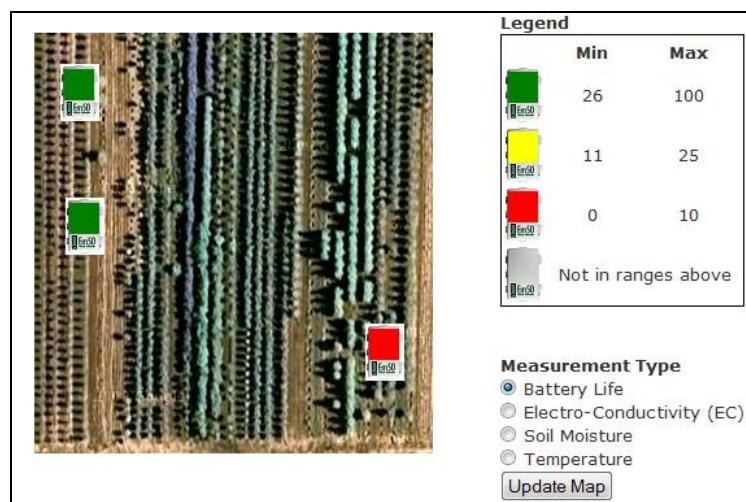 Em50
Em50
Em50
Legend
Min Max
Em50 26 100
Em50 11 25
Em50 0 10
Em50 Not in ranges above
Measurement Type
Battery Life
Electro-Conductivity (EC)
Soil Moisture
Temperature
Update Map